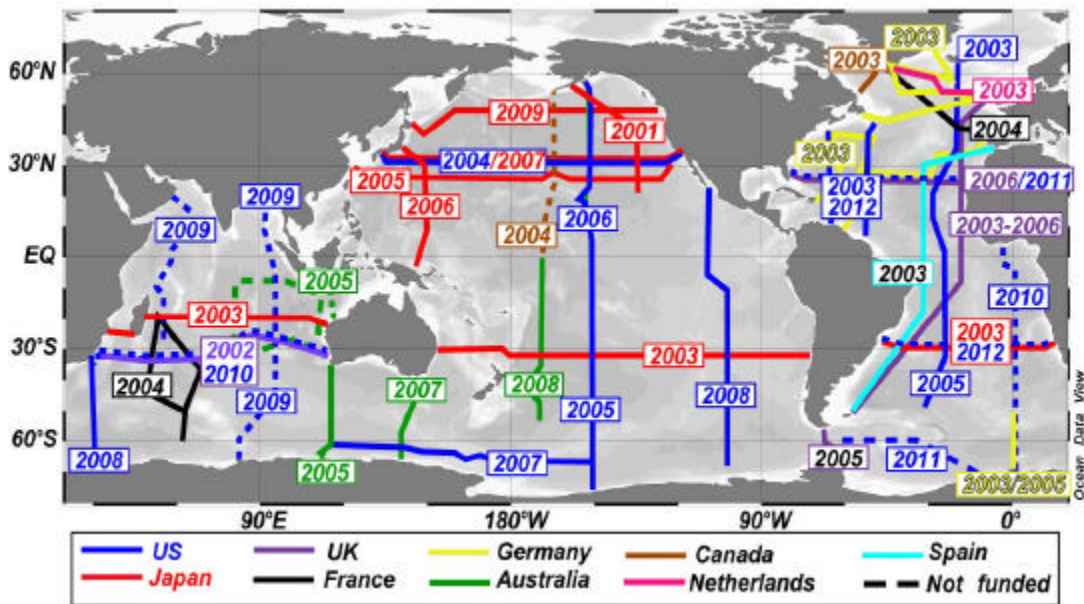 2003 2003
60°N 2003 2003
2009 2001 2004
30°N 2004/2007 2003
2005 2009 2006 2003 2012 2006/2011
2009 2006 2003-2006
EQ 2004
2005 2003 2010
2003 2003
30°S 2002 2010 2003 2012
2004 2007 2008 2005
2009 2005 2008
60°S 2008 2005 2007 2005 2011
2003/2005
Ocean Data View
90°E 180°W 90°W 0°
US UK Germany Canada Spain
Japan France Australia Netherlands Not funded